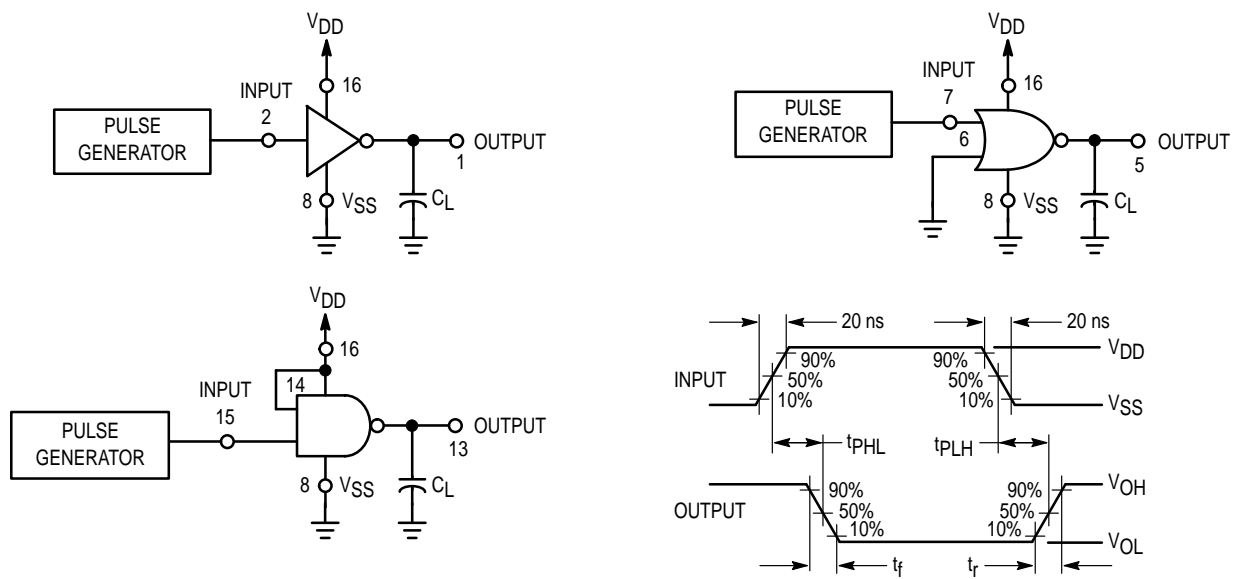 VDD
16
INPUT
2
PULSE
GENERATOR
OUTPUT
1
8
VSS
CL
VDD
16
INPUT
7
PULSE
GENERATOR
6
OUTPUT
5
8
VSS
CL
VDD
16
14
INPUT
15
PULSE
GENERATOR
OUTPUT
13
8
VSS
CL
20 ns
20 ns
INPUT
90%
50%
10%
90%
50%
10%
VDD
VSS
tPHL
tPLH
OUTPUT
90%
50%
10%
90%
50%
10%
VOH
VOL
tf
tr